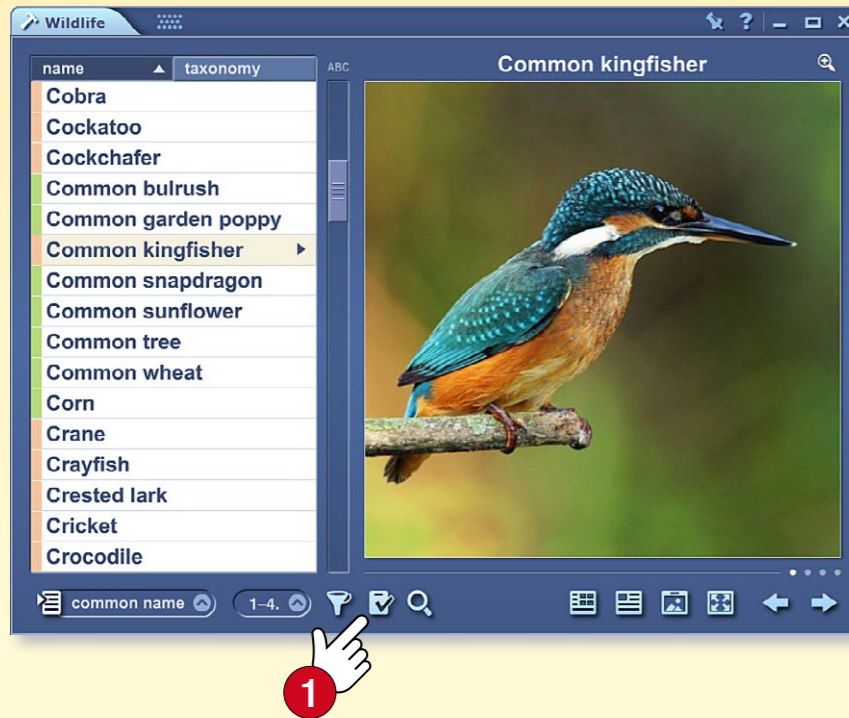 Wildlife
?
name taxonomy ABC
Common kingfisher
Cobra
Cockatoo
Cockchafer
Common bulrush
Common garden poppy
Common kingfisher
Common snapdragon
Common sunflower
Common tree
Common wheat
Corn
Crane
Crayfish
Crested lark
Cricket
Crocodile
common name 1–4.
1